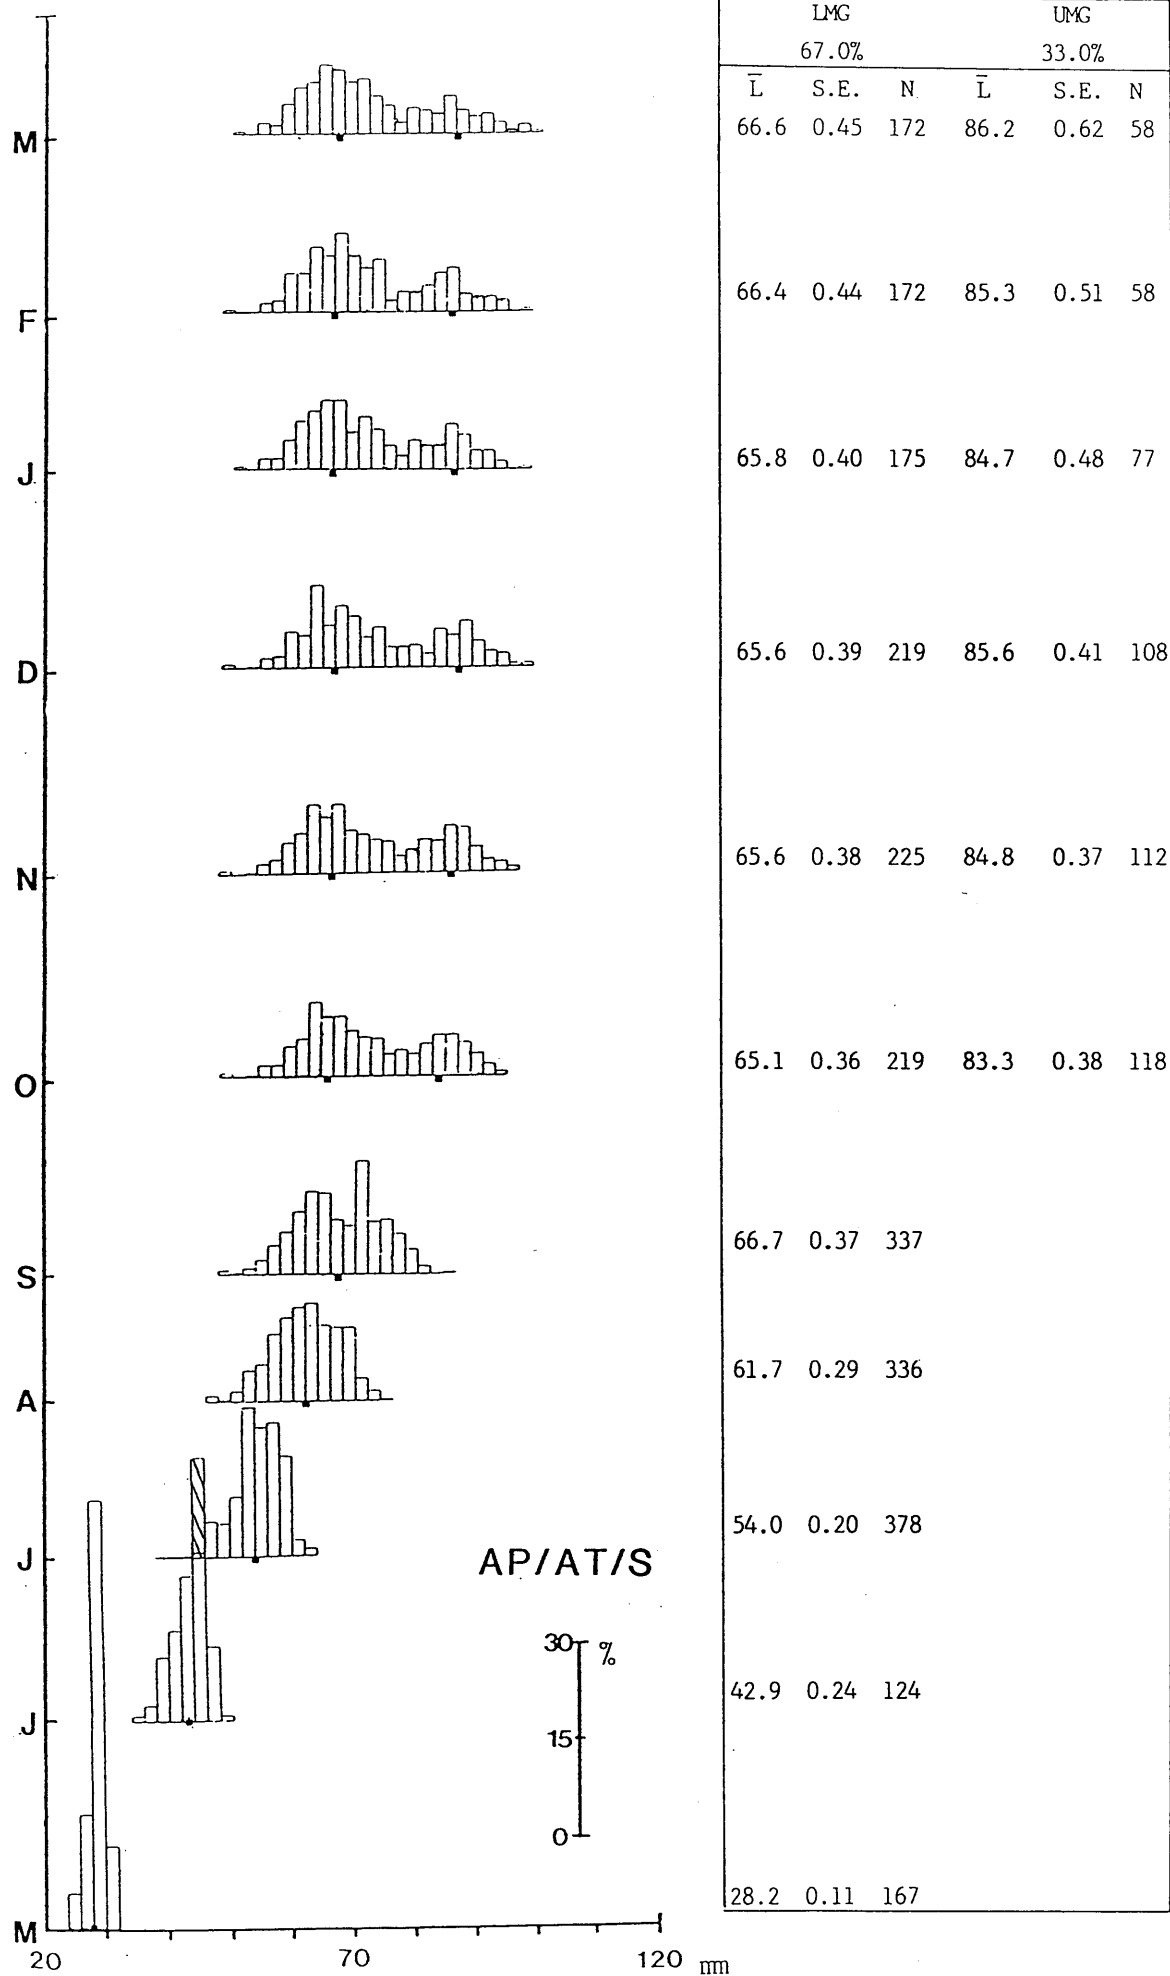 LMG UMG
67.0% 33.0%
L̄ S.E. N L̄ S.E. N
M 66.6 0.45 172 86.2 0.62 58
F 66.4 0.44 172 85.3 0.51 58
J 65.8 0.40 175 84.7 0.48 77
D 65.6 0.39 219 85.6 0.41 108
N 65.6 0.38 225 84.8 0.37 112
O 65.1 0.36 219 83.3 0.38 118
S 66.7 0.37 337
A 61.7 0.29 336
J 54.0 0.20 378
AP/AT/S
30 %
J 42.9 0.24 124
15
0
M 28.2 0.11 167
20 70 120 mm